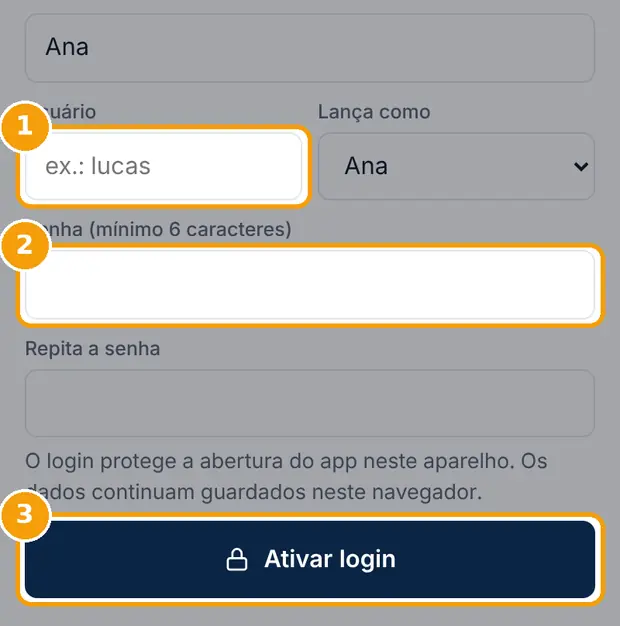 Ana
uário
Lança como
1
ex.: lucas
Ana
2
nha (mínimo 6 caracteres)
Repita a senha
O login protege a abertura do app neste aparelho. Os
dados continuam guardados neste navegador.
3
Ativar login